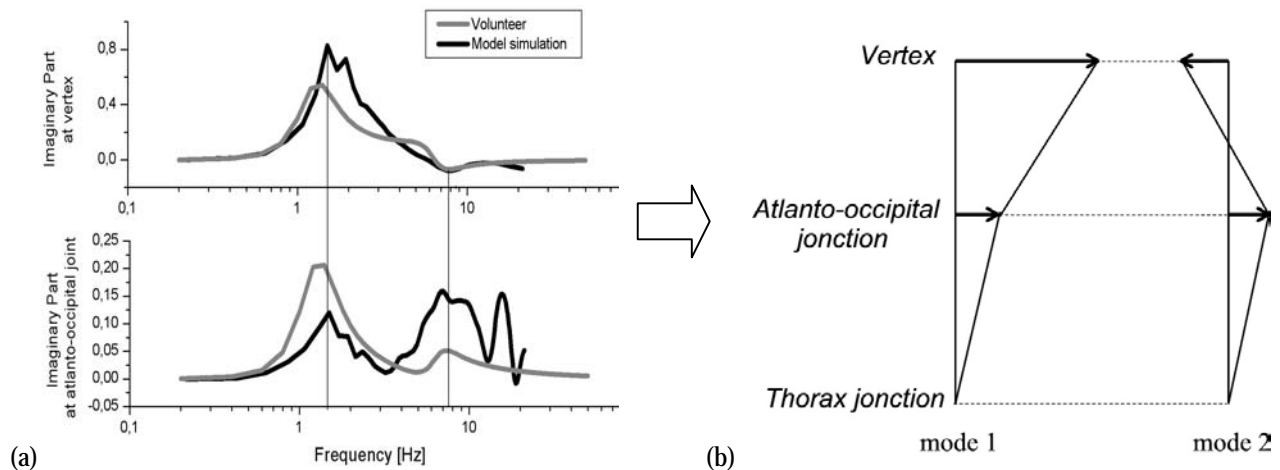 Volunteer
Model simulation
Imaginary Part
at vertex
0,8
0,4
0,0
0,1
1
10
Imaginary Part
at atlanto-occipital joint
0,25
0,20
0,15
0,10
0,05
0,00
-0,05
0,1
1
10
Frequency [Hz]
(a)
Vertex
Atlanto-occipital
jonction
Thorax jonction
mode 1
mode 2
(b)